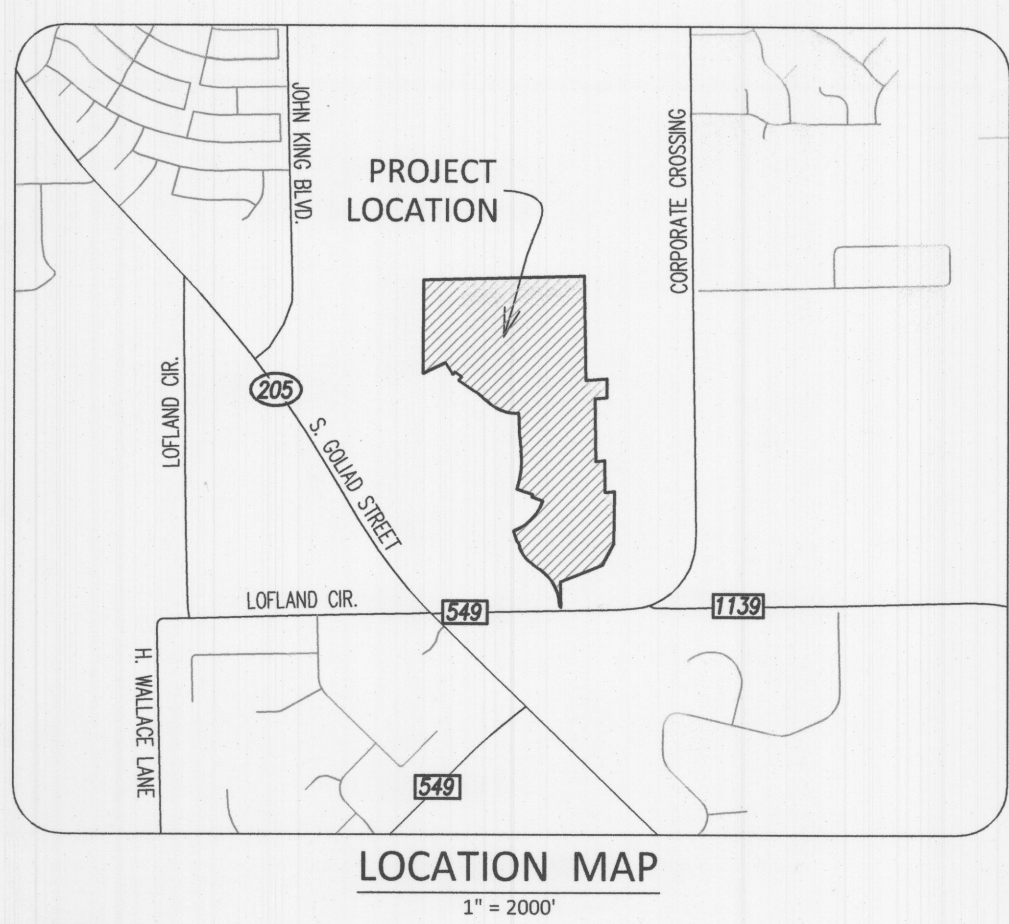 JOHN KING BLVD.
PROJECT
LOCATION
CORPORATE CROSSING
LOFLAND CIR.
205
S. GOLIAD STREET
LOFLAND CIR.
549
1139
H. WALLACE LANE
549
LOCATION MAP
1" = 2000'